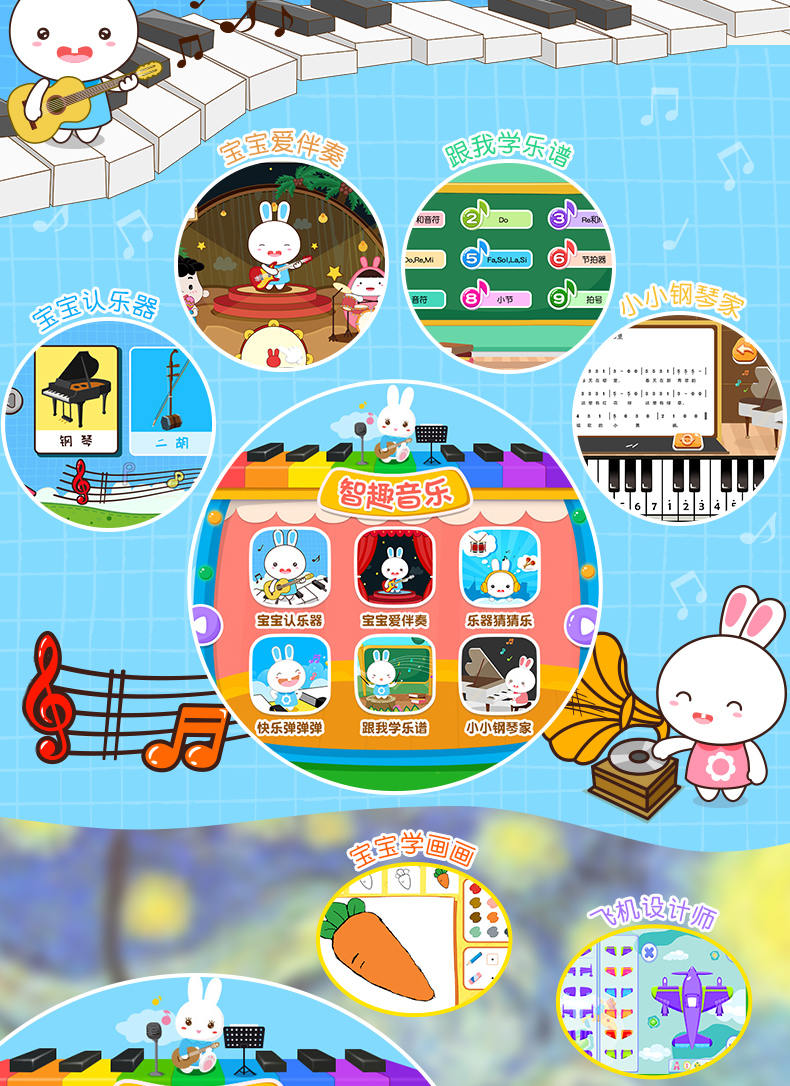 宝宝爱伴奏
跟我学乐谱
和音符
2 Do
3 Re和M
Do,Re,Mi
5 Fa,Sol,La,Si
6 节拍器
音符
8 小节
9 拍号
宝宝认乐器
小小钢琴家
钢琴
二胡
6 7 1 2 3 4 5
智趣音乐
宝宝认乐器
宝宝爱伴奏
乐器猜猜乐
快乐弹弹弹
跟我学乐谱
小小钢琴家
宝宝学画画
飞机设计师